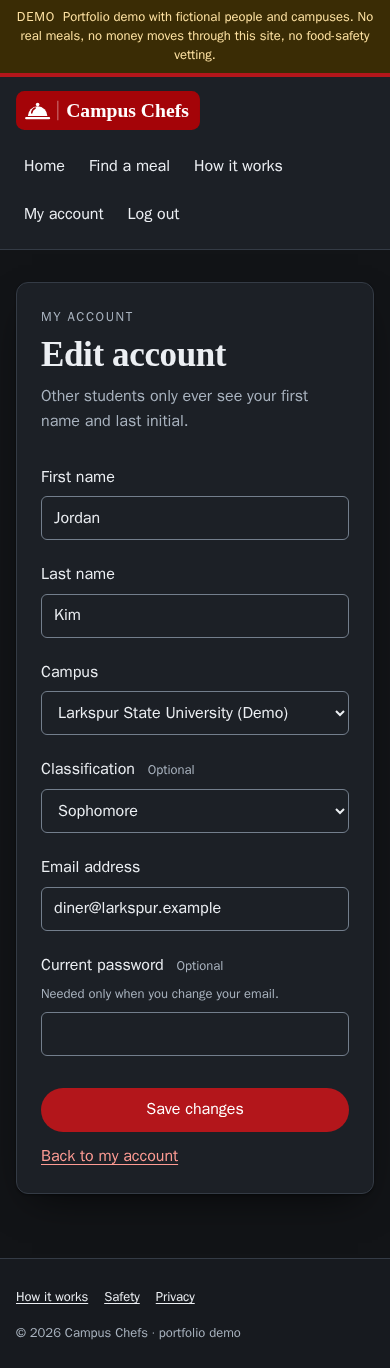 DEMO Portfolio demo with fictional people and campuses. No
real meals, no money moves through this site, no food-safety
vetting.
Campus Chefs
Home Find a meal How it works
My account Log out
MY ACCOUNT
Edit account
Other students only ever see your first
name and last initial.
First name
Jordan
Last name
Kim
Campus
Larkspur State University (Demo)
Classification Optional
Sophomore
Email address
diner@larkspur.example
Current password Optional
Needed only when you change your email.
Save changes
Back to my account
How it works Safety Privacy
© 2026 Campus Chefs · portfolio demo